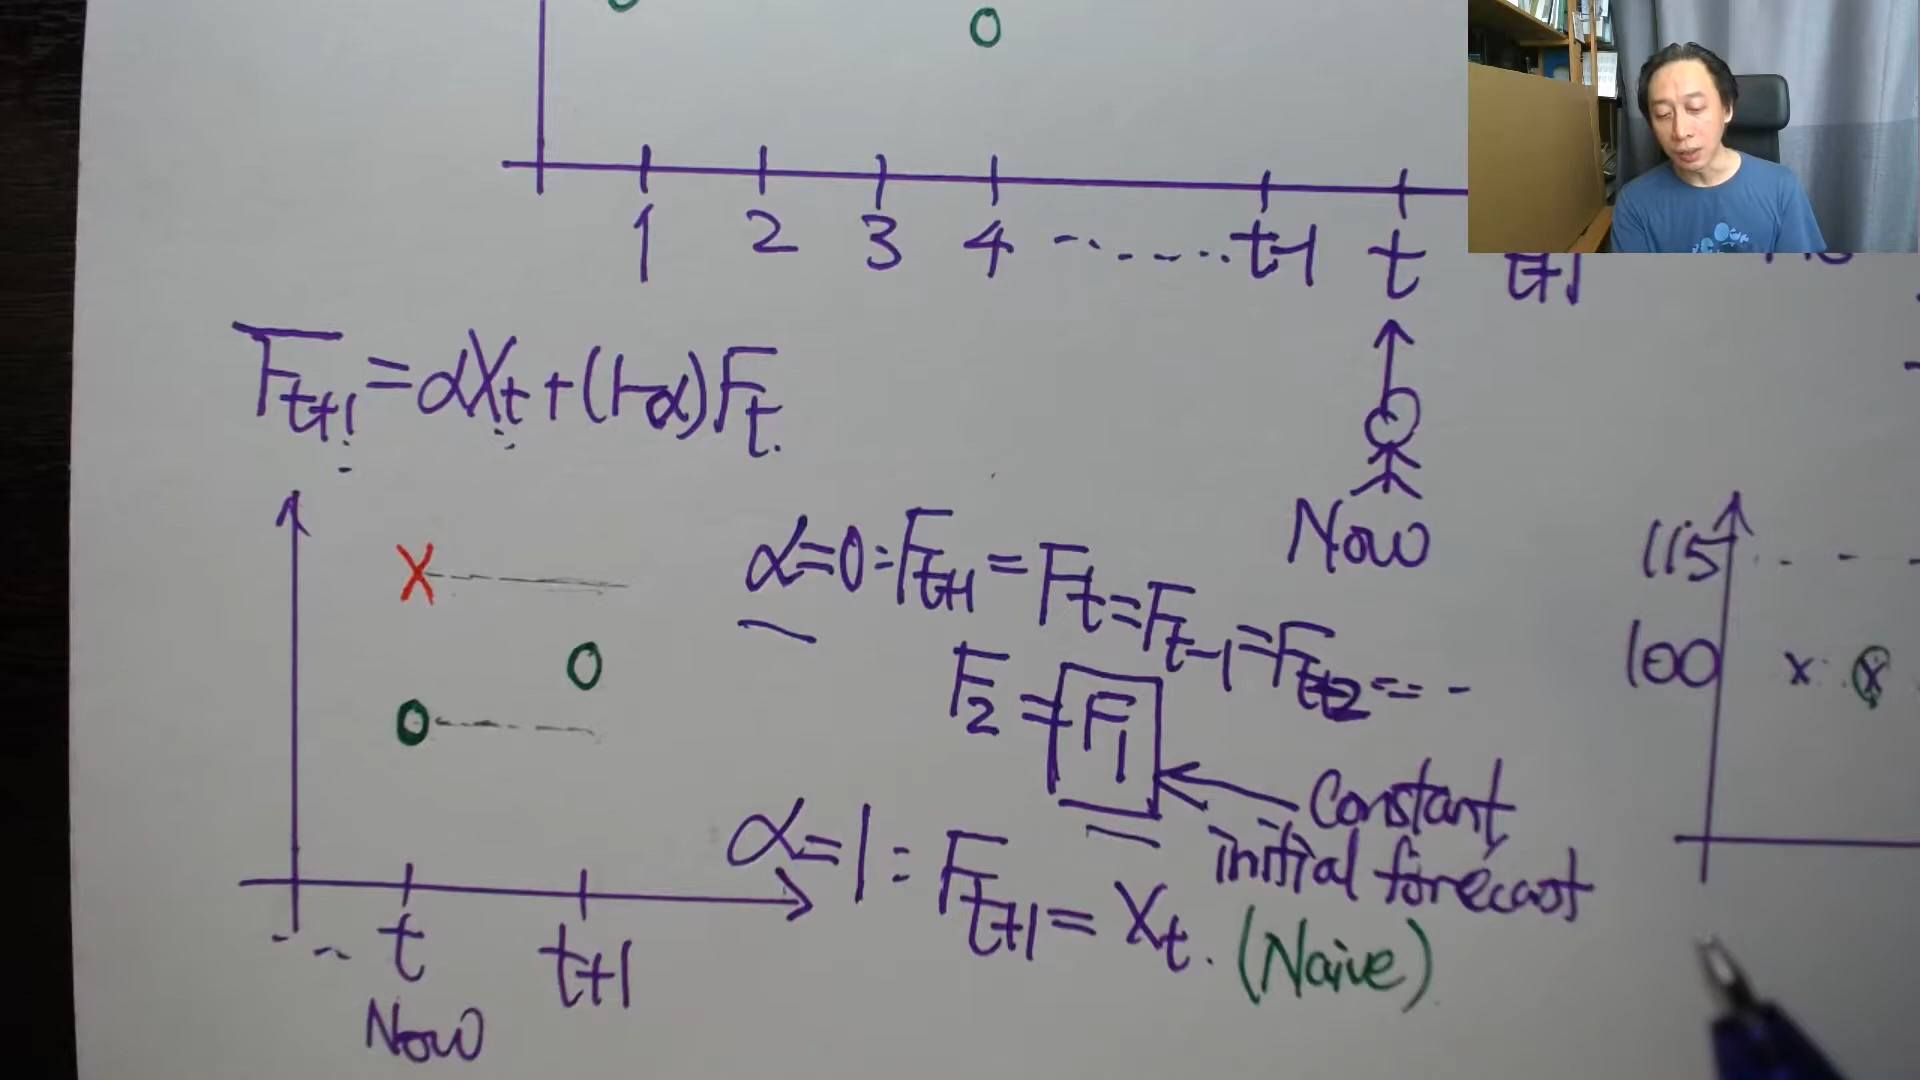 1 2 3 4 ....... t-1 t t+1
F_{t+1} = αX_t + (1-α)F_t.
Now
α=0: F_{t+1} = F_t = F_{t-1} = F_{t-2} = - -
F_2 = F_1
Constant
initial forecast
α=1: F_{t+1} = X_t. (Naive)
X
O
O
O
t t+1
Now
115
100
x x